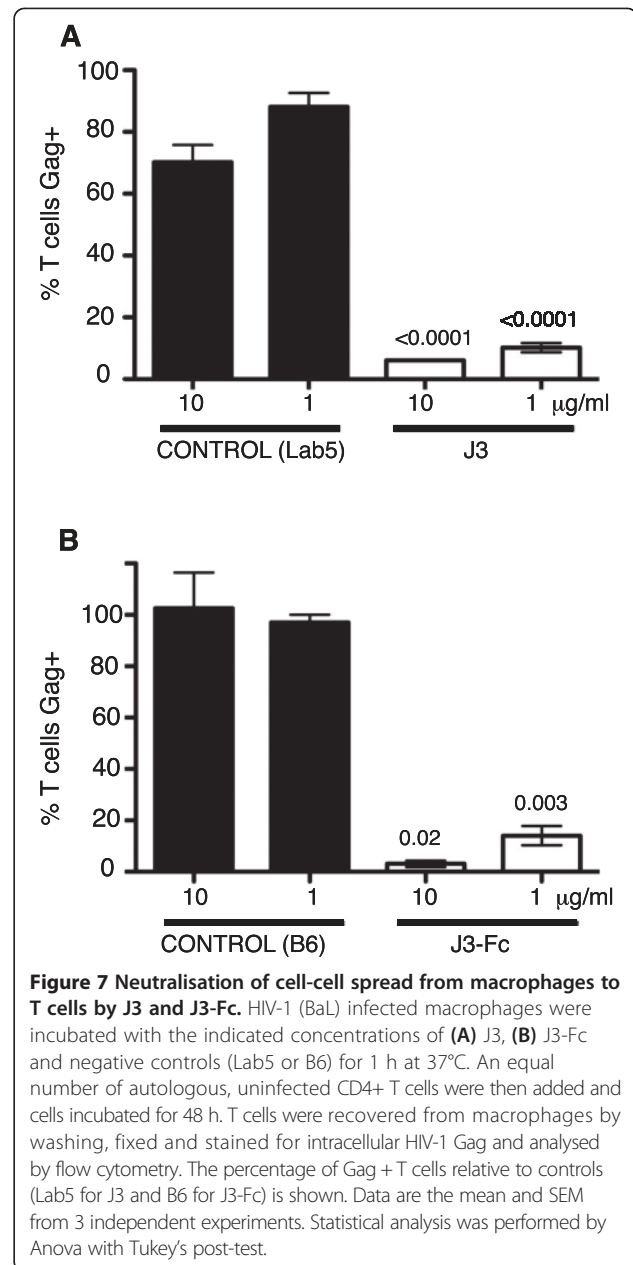 A
100
80
60
40
20
0
% T cells Gag+
<0.0001
<0.0001
10 1 10 1 μg/ml
CONTROL (Lab5) J3
B
100
80
60
40
20
0
% T cells Gag+
0.02
0.003
10 1 10 1 μg/ml
CONTROL (B6) J3-Fc
Figure 7 Neutralisation of cell-cell spread from macrophages to
T cells by J3 and J3-Fc. HIV-1 (BaL) infected macrophages were
incubated with the indicated concentrations of (A) J3, (B) J3-Fc
and negative controls (Lab5 or B6) for 1 h at 37°C. An equal
number of autologous, uninfected CD4+ T cells were then added and
cells incubated for 48 h. T cells were recovered from macrophages by
washing, fixed and stained for intracellular HIV-1 Gag and analysed
by flow cytometry. The percentage of Gag + T cells relative to controls
(Lab5 for J3 and B6 for J3-Fc) is shown. Data are the mean and SEM
from 3 independent experiments. Statistical analysis was performed by
Anova with Tukey's post-test.